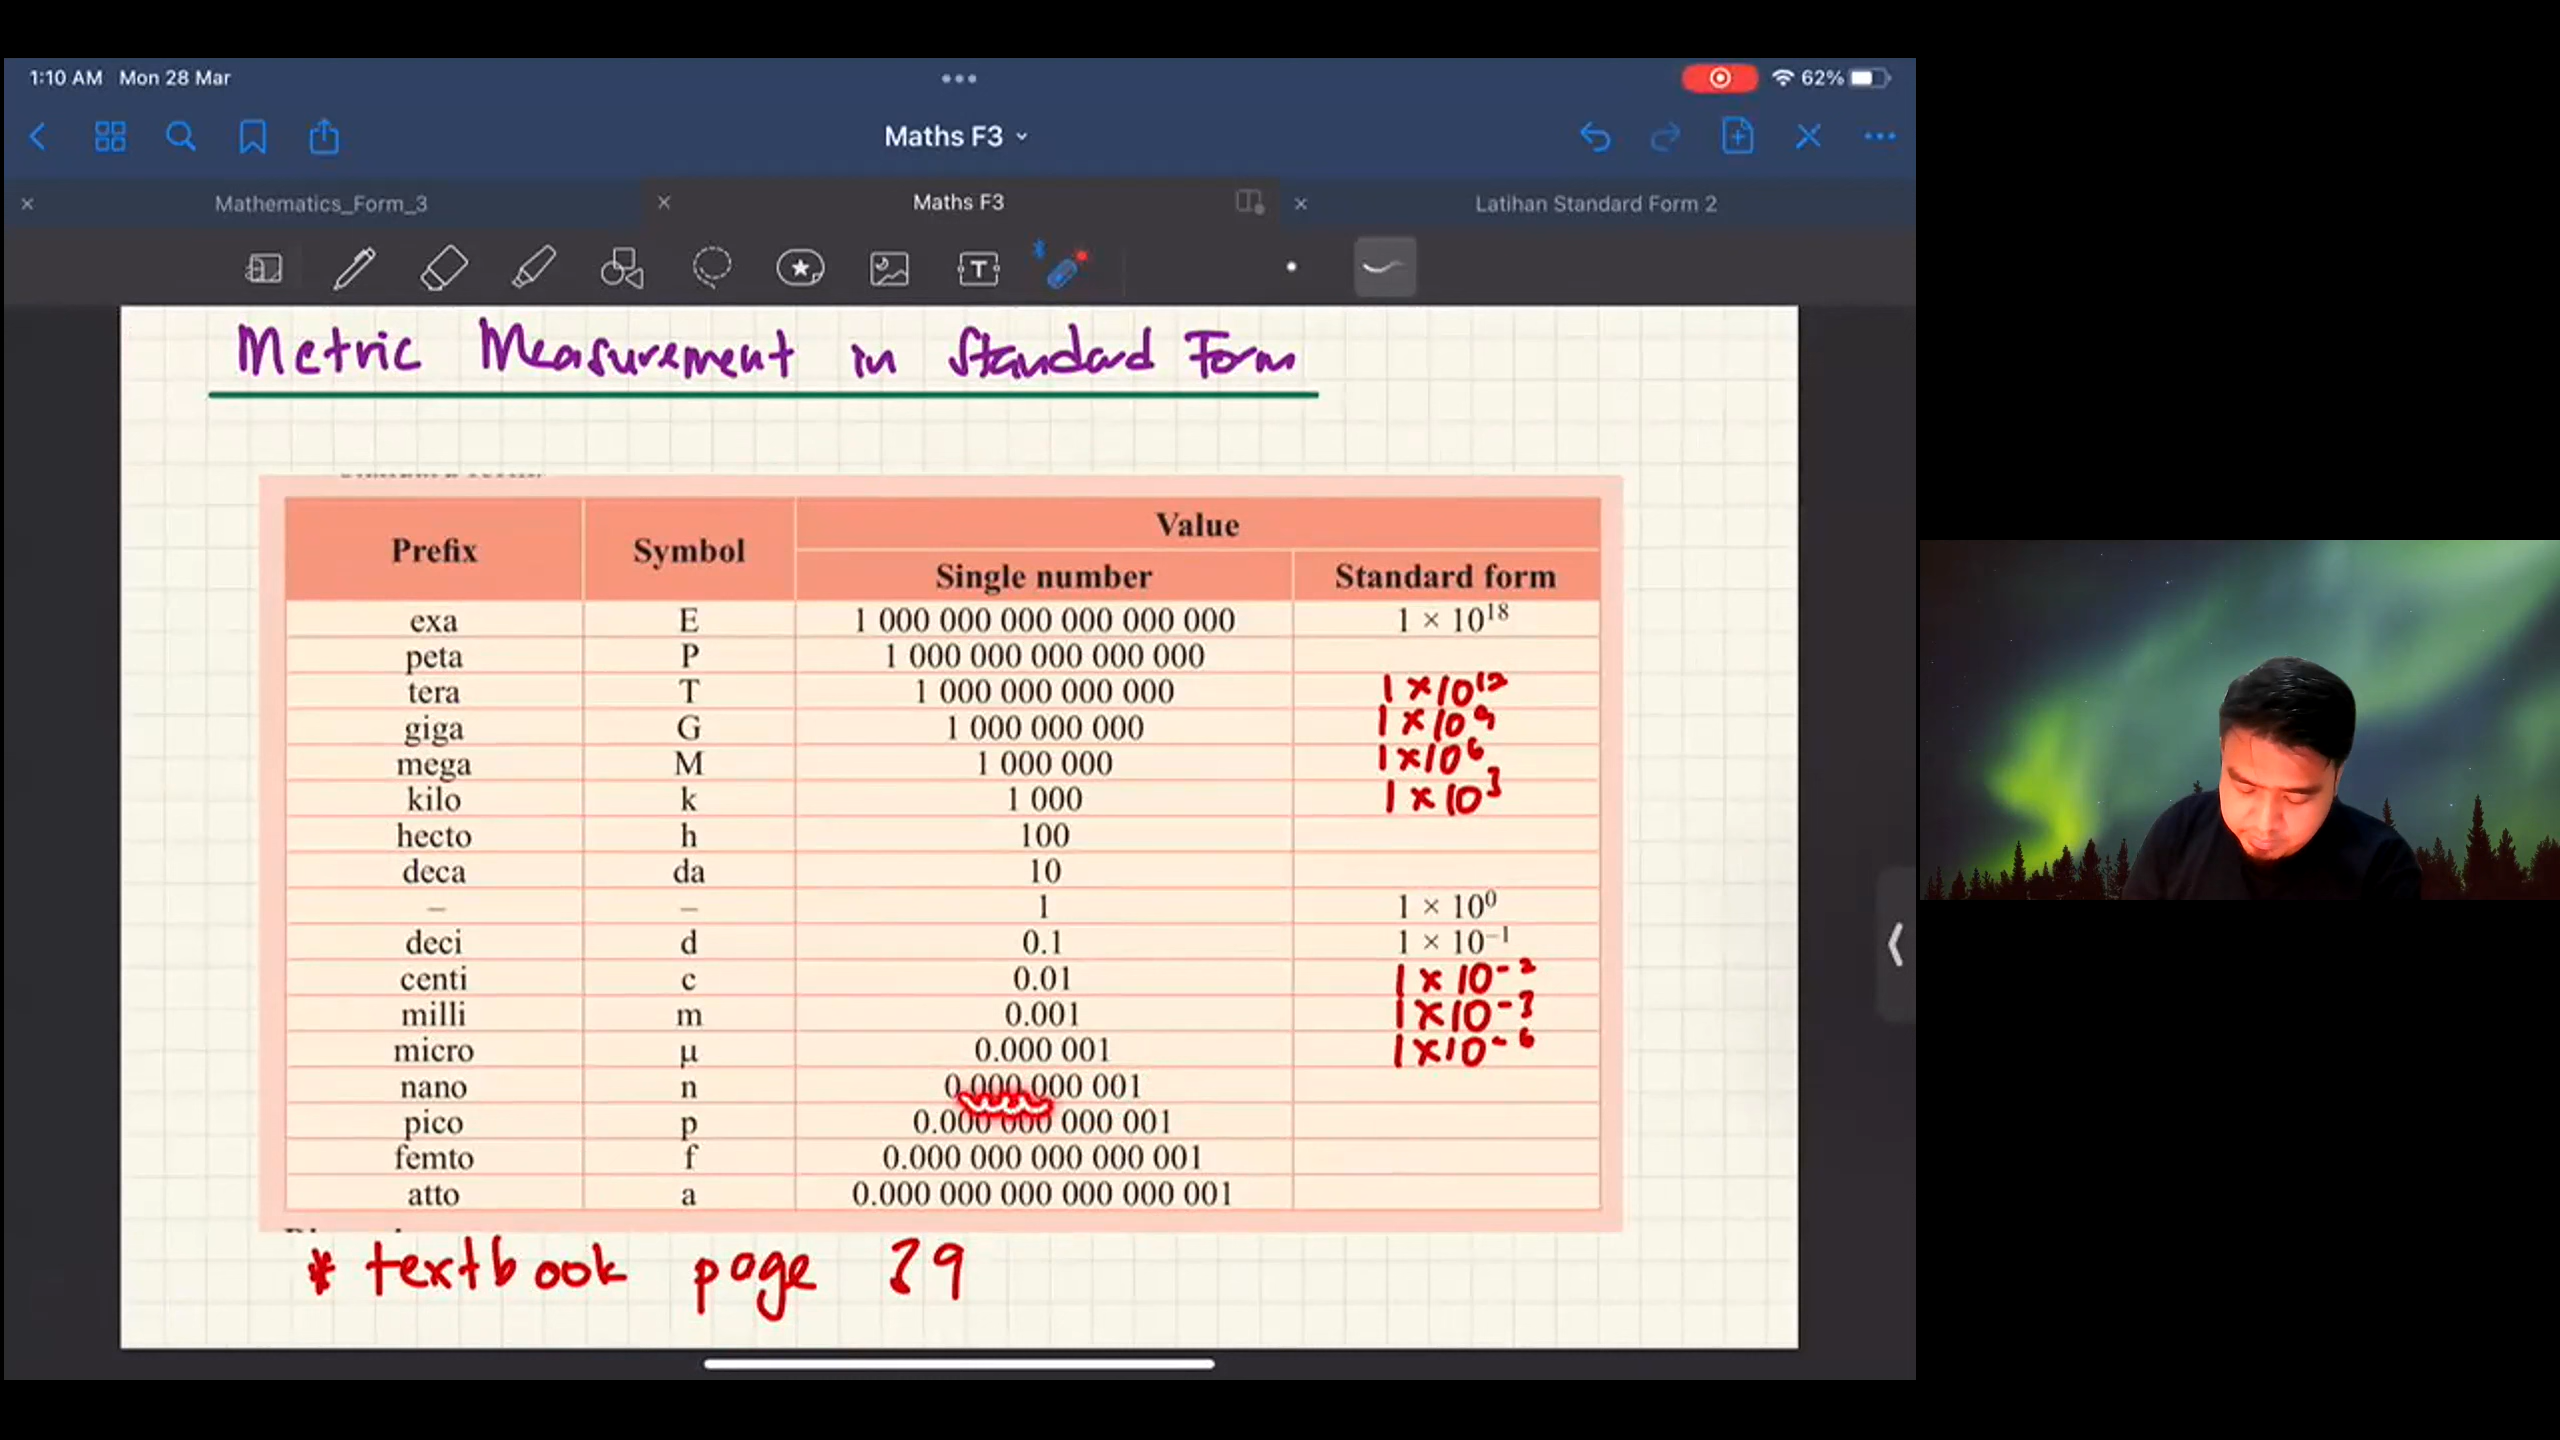 1:10 AM Mon 28 Mar
62%
Maths F3
Mathematics_Form_3
Maths F3
Latihan Standard Form 2
Metric Measurement in Standard Form
Prefix Symbol Value
Single number Standard form
exa E 1 000 000 000 000 000 000 1 × 10¹⁸
peta P 1 000 000 000 000 000
tera T 1 000 000 000 000 1 × 10¹²
giga G 1 000 000 000 1 × 10⁹
mega M 1 000 000 1 × 10⁶
kilo k 1 000 1 × 10³
hecto h 100
deca da 10
– – 1 1 × 10⁰
deci d 0.1 1 × 10⁻¹
centi c 0.01 1 × 10⁻²
milli m 0.001 1 × 10⁻³
micro μ 0.000 001 1 × 10⁻⁶
nano n 0.000 000 001
pico p 0.000 000 000 001
femto f 0.000 000 000 000 001
atto a 0.000 000 000 000 000 001
* textbook page 39